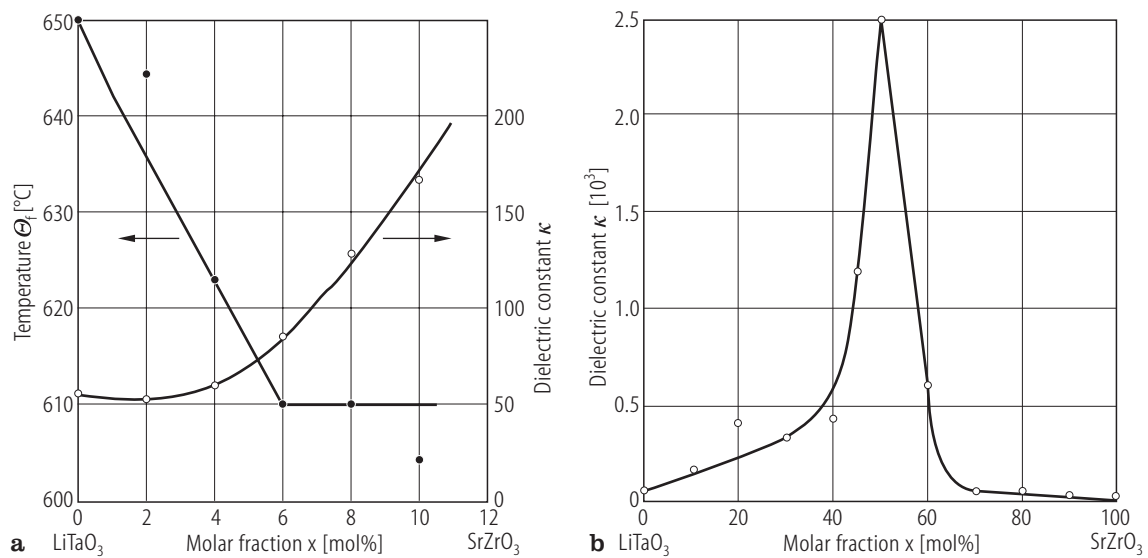 650
640
630
620
610
600
Temperature Θf [°C]
200
150
100
50
0
Dielectric constant κ
0 2 4 6 8 10 12
a LiTaO3 Molar fraction x [mol%] SrZrO3
2.5
2.0
1.5
1.0
0.5
0
Dielectric constant κ [10³]
0 20 40 60 80 100
b LiTaO3 Molar fraction x [mol%] SrZrO3